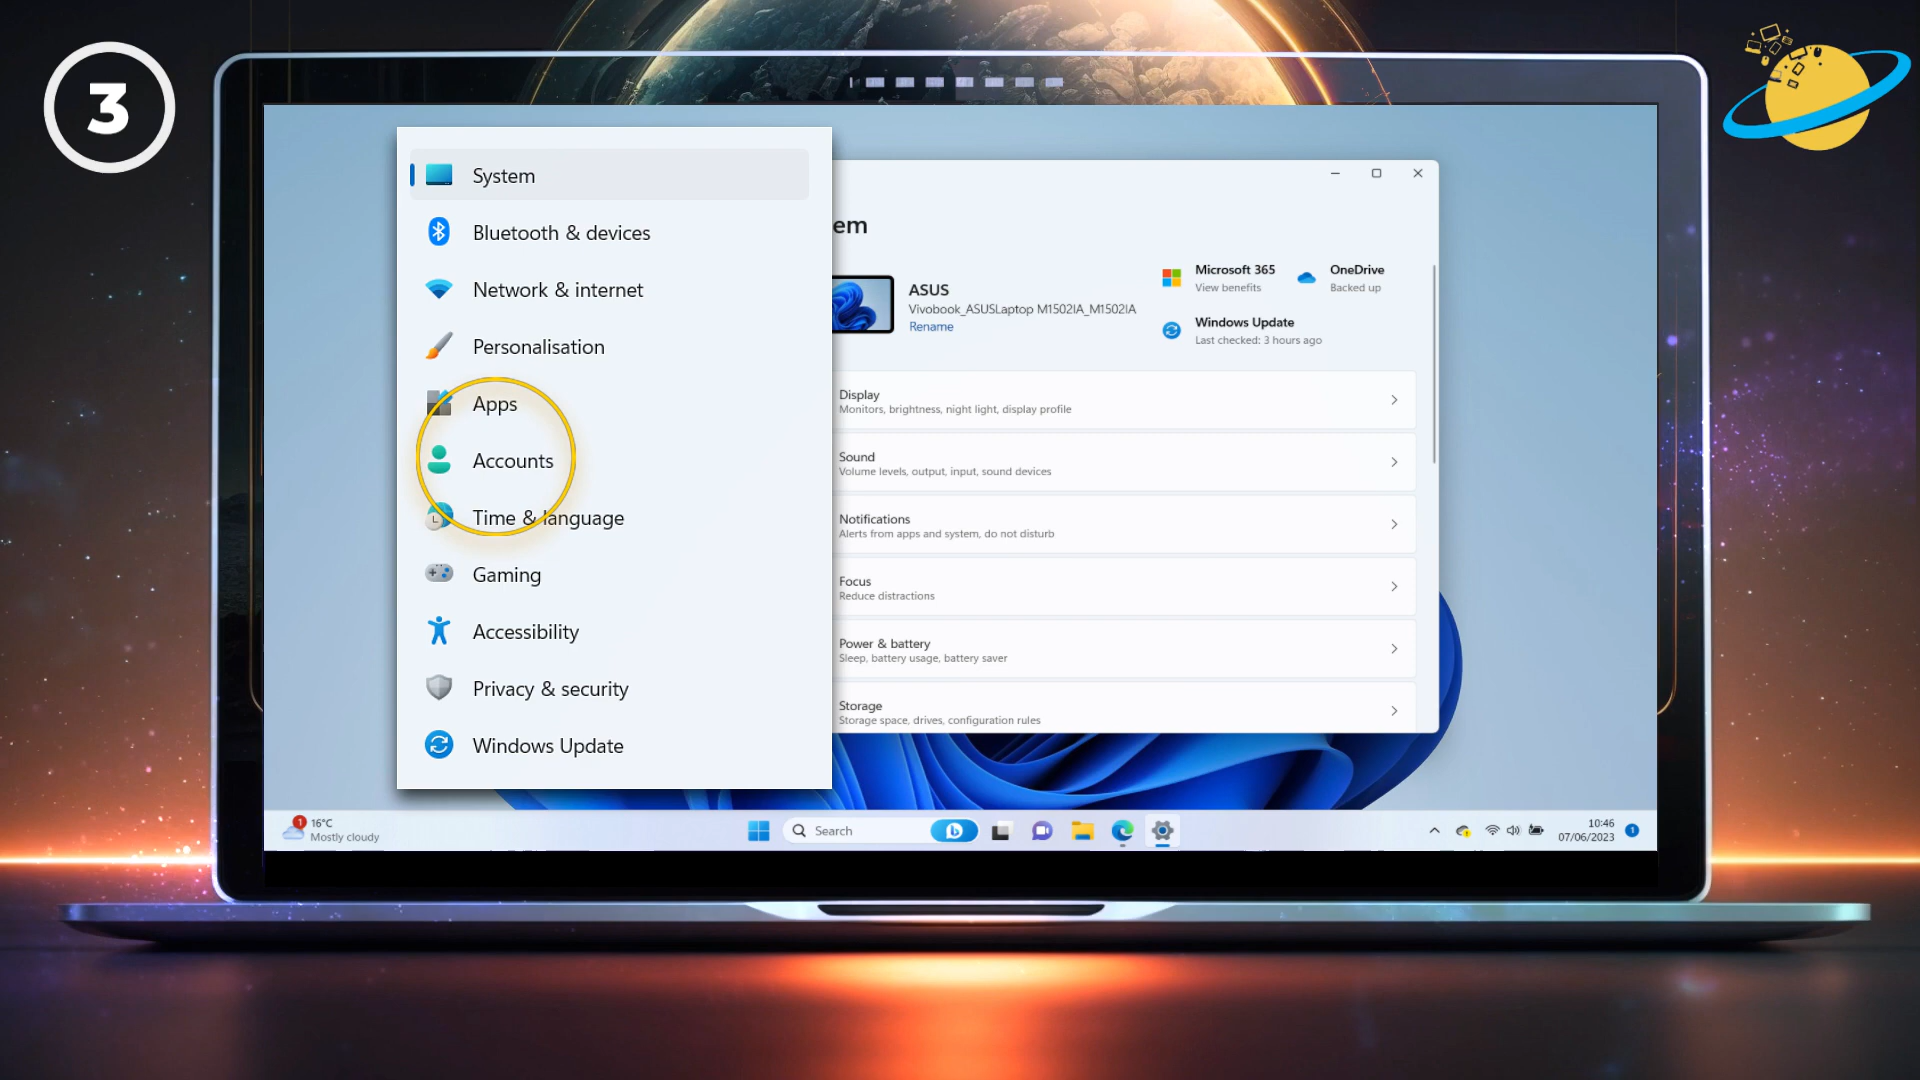 3
System
Bluetooth & devices
Network & internet
Personalisation
Apps
Accounts
Time & language
Gaming
Accessibility
Privacy & security
Windows Update
em
ASUS
Vivobook_ASUSLaptop M1502IA_M1502IA
Rename
Microsoft 365
View benefits
OneDrive
Backed up
Windows Update
Last checked: 3 hours ago
Display
Monitors, brightness, night light, display profile
Sound
Volume levels, output, input, sound devices
Notifications
Alerts from apps and system, do not disturb
Focus
Reduce distractions
Power & battery
Sleep, battery usage, battery saver
Storage
Storage space, drives, configuration rules
1
16°C
Mostly cloudy
Search
10:46
07/06/2023
1